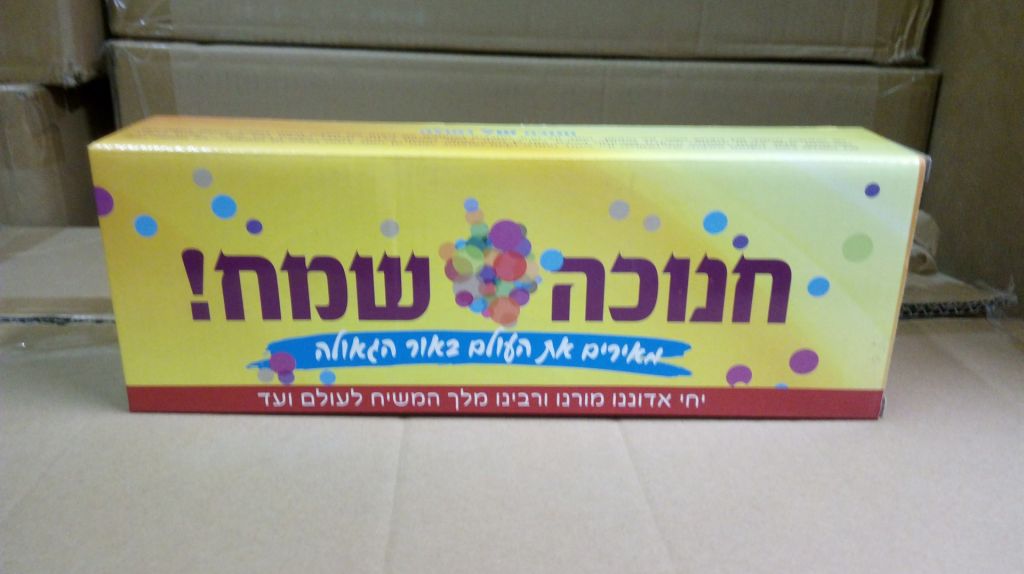 חנוכה שמח!
מאירים את העולם באור הגאולה
יחי אדוננו מורנו ורבינו מלך המשיח לעולם ועד